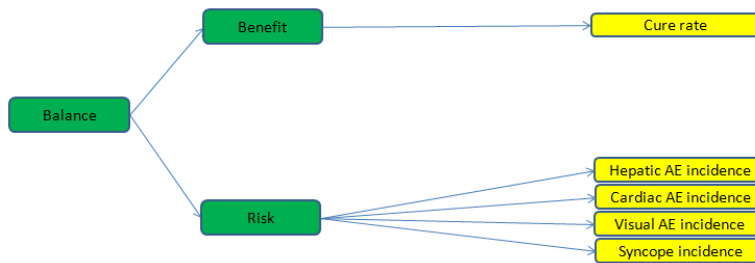 Benefit
Cure rate
Balance
Risk
Hepatic AE incidence
Cardiac AE incidence
Visual AE incidence
Syncope incidence